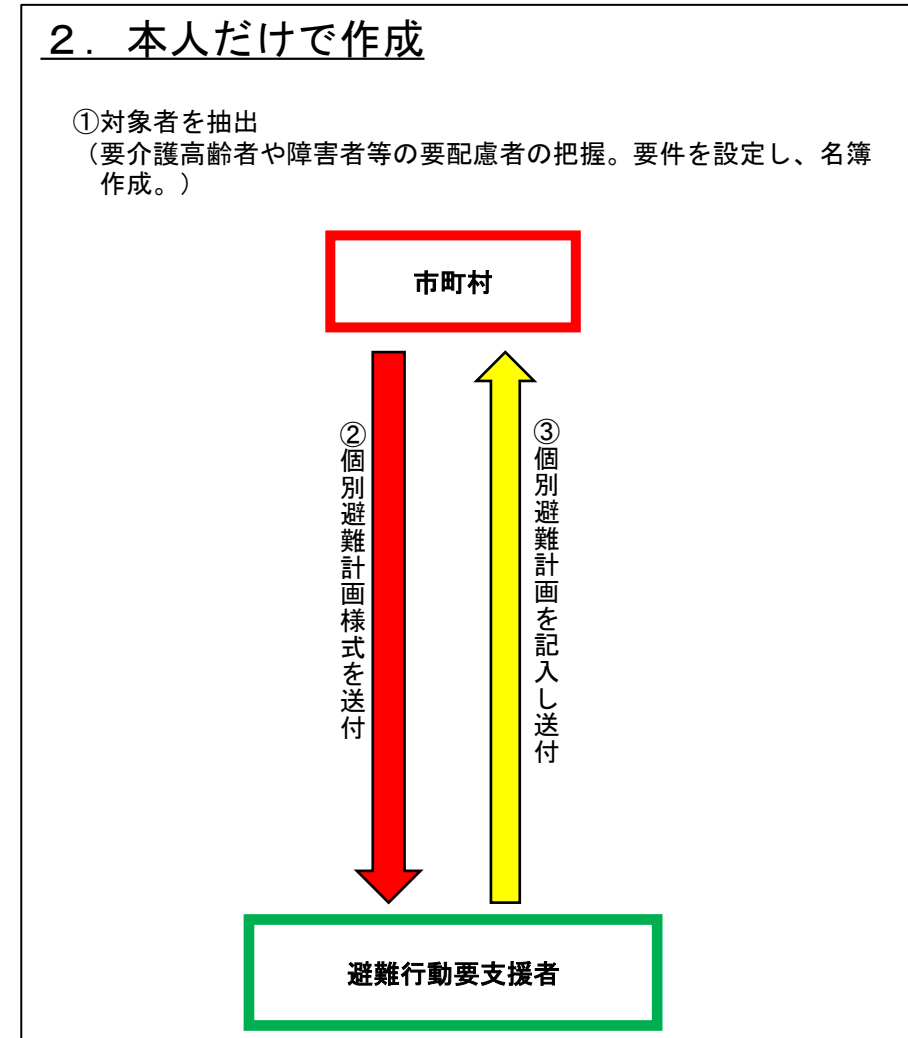 ２．本人だけで作成
①対象者を抽出
（要介護高齢者や障害者等の要配慮者の把握。要件を設定し、名簿
作成。）
市町村
②個別避難計画様式を送付
③個別避難計画を記入し送付
避難行動要支援者